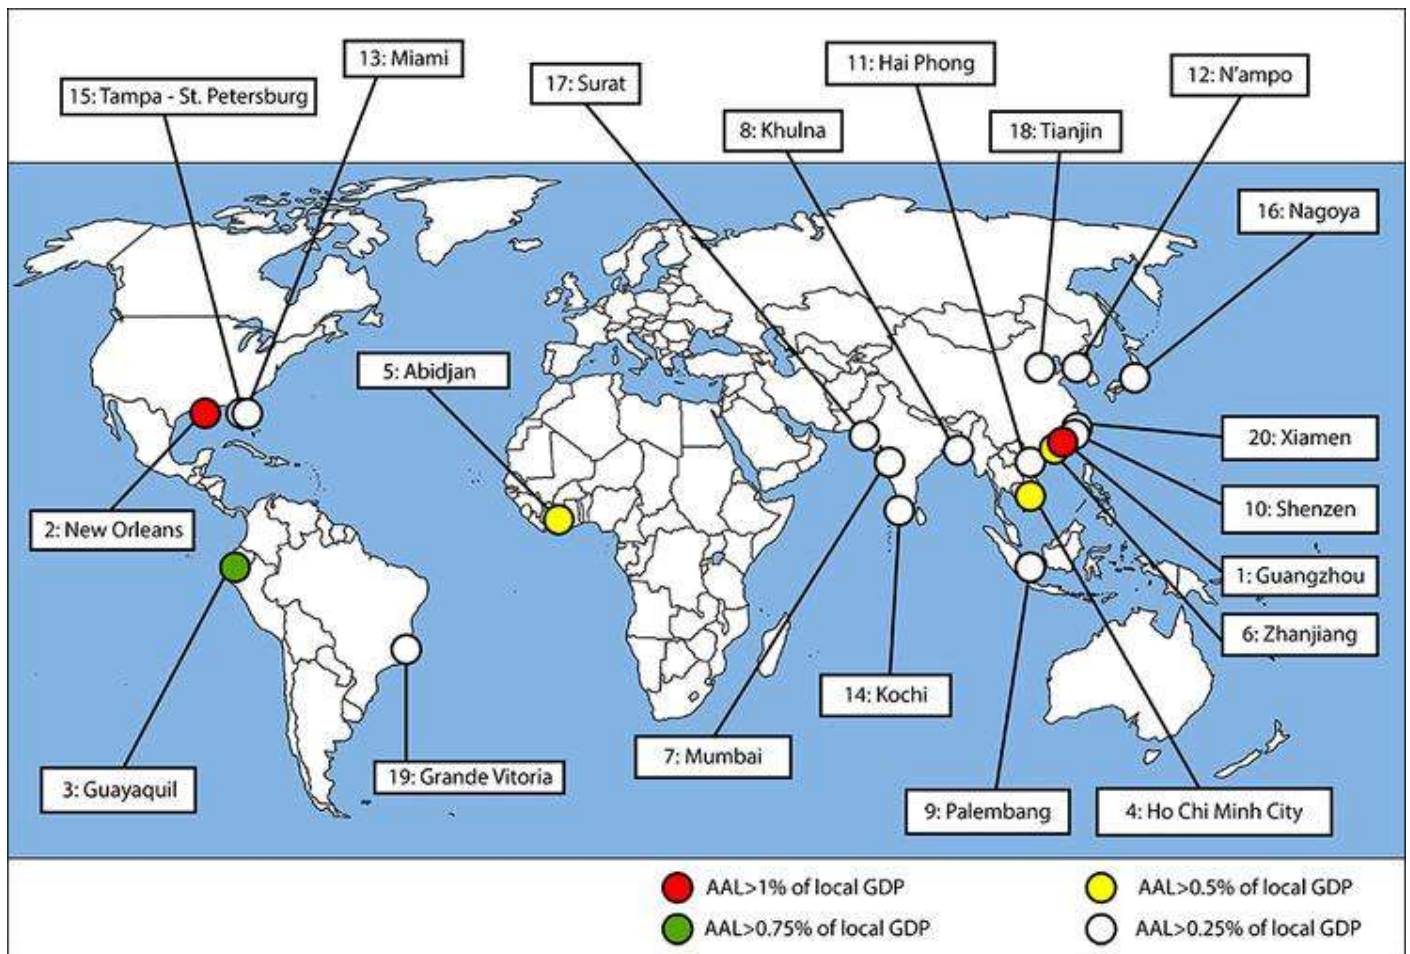 13: Miami
11: Hai Phong
12: N'ampo
17: Surat
15: Tampa - St. Petersburg
8: Khulna
18: Tianjin
16: Nagoya
5: Abidjan
20: Xiamen
10: Shenzen
2: New Orleans
1: Guangzhou
6: Zhanjiang
14: Kochi
7: Mumbai
19: Grande Vitoria
3: Guayaquil
9: Palembang
4: Ho Chi Minh City
AAL>1% of local GDP
AAL>0.5% of local GDP
AAL>0.75% of local GDP
AAL>0.25% of local GDP